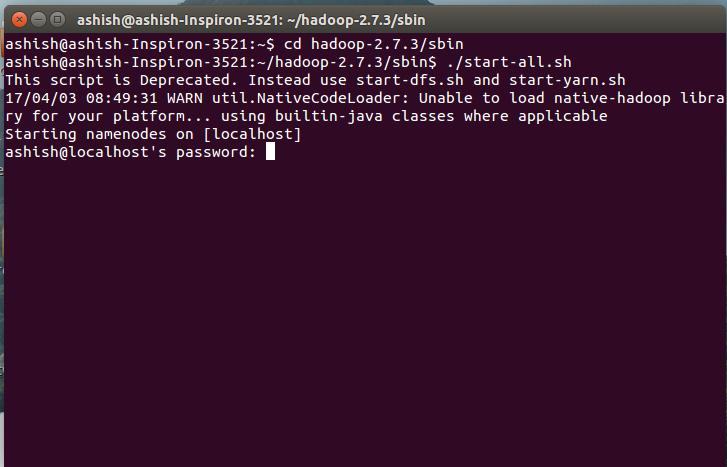 ashish@ashish-Inspiron-3521: ~/hadoop-2.7.3/sbin
ashish@ashish-Inspiron-3521:~$ cd hadoop-2.7.3/sbin
ashish@ashish-Inspiron-3521:~/hadoop-2.7.3/sbin$ ./start-all.sh
This script is Deprecated. Instead use start-dfs.sh and start-yarn.sh
17/04/03 08:49:31 WARN util.NativeCodeLoader: Unable to load native-hadoop libra
ry for your platform... using builtin-java classes where applicable
Starting namenodes on [localhost]
ashish@localhost's password: